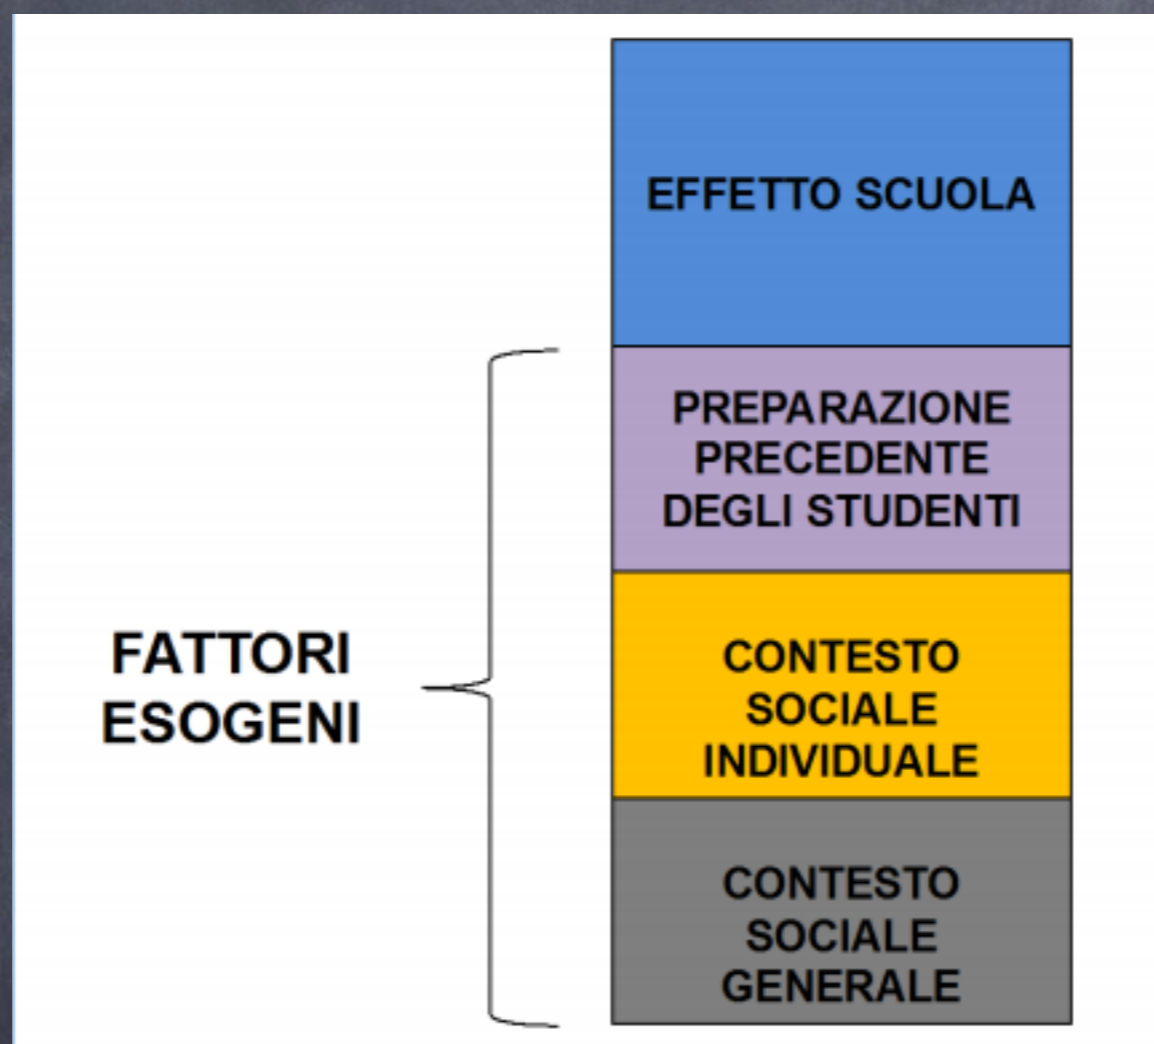 EFFETTO SCUOLA
PREPARAZIONE
PRECEDENTE
DEGLI STUDENTI
FATTORI
ESOGENI
CONTESTO
SOCIALE
INDIVIDUALE
CONTESTO
SOCIALE
GENERALE